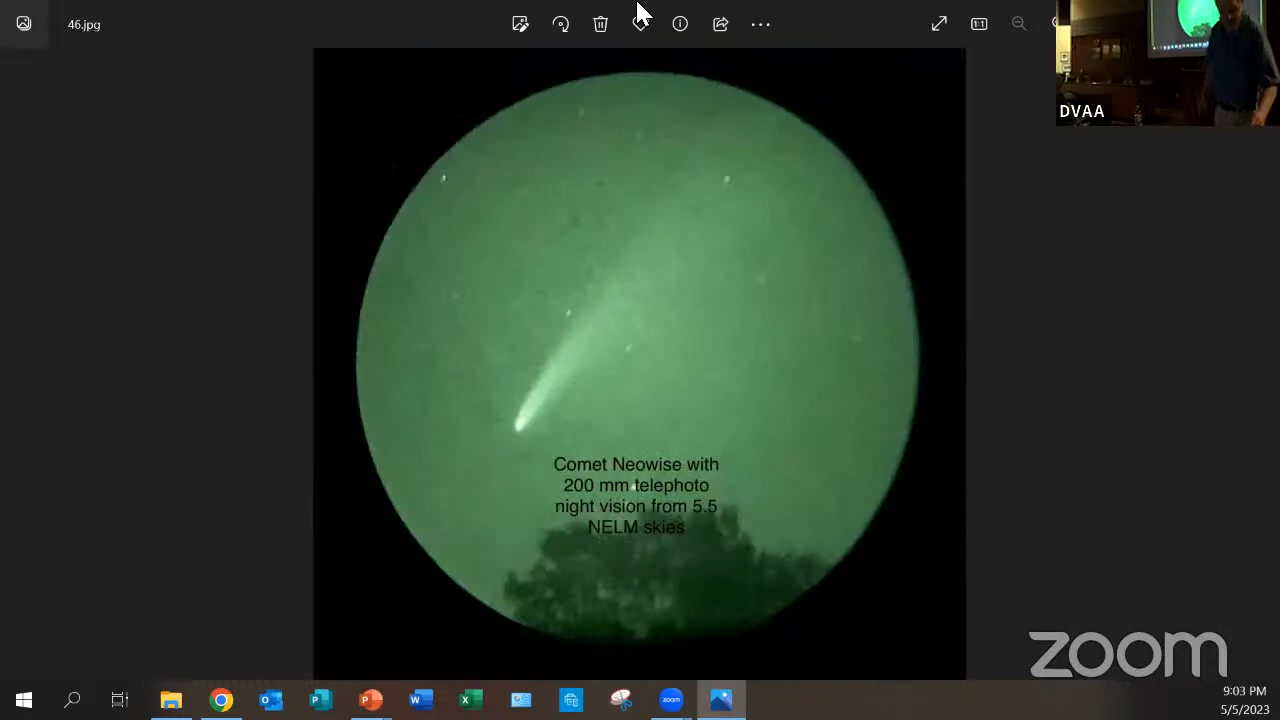 46.jpg
DVAA
Comet Neowise with
200 mm telephoto
night vision from 5.5
NELM skies
zoom
zoom
9:03 PM
5/5/2023